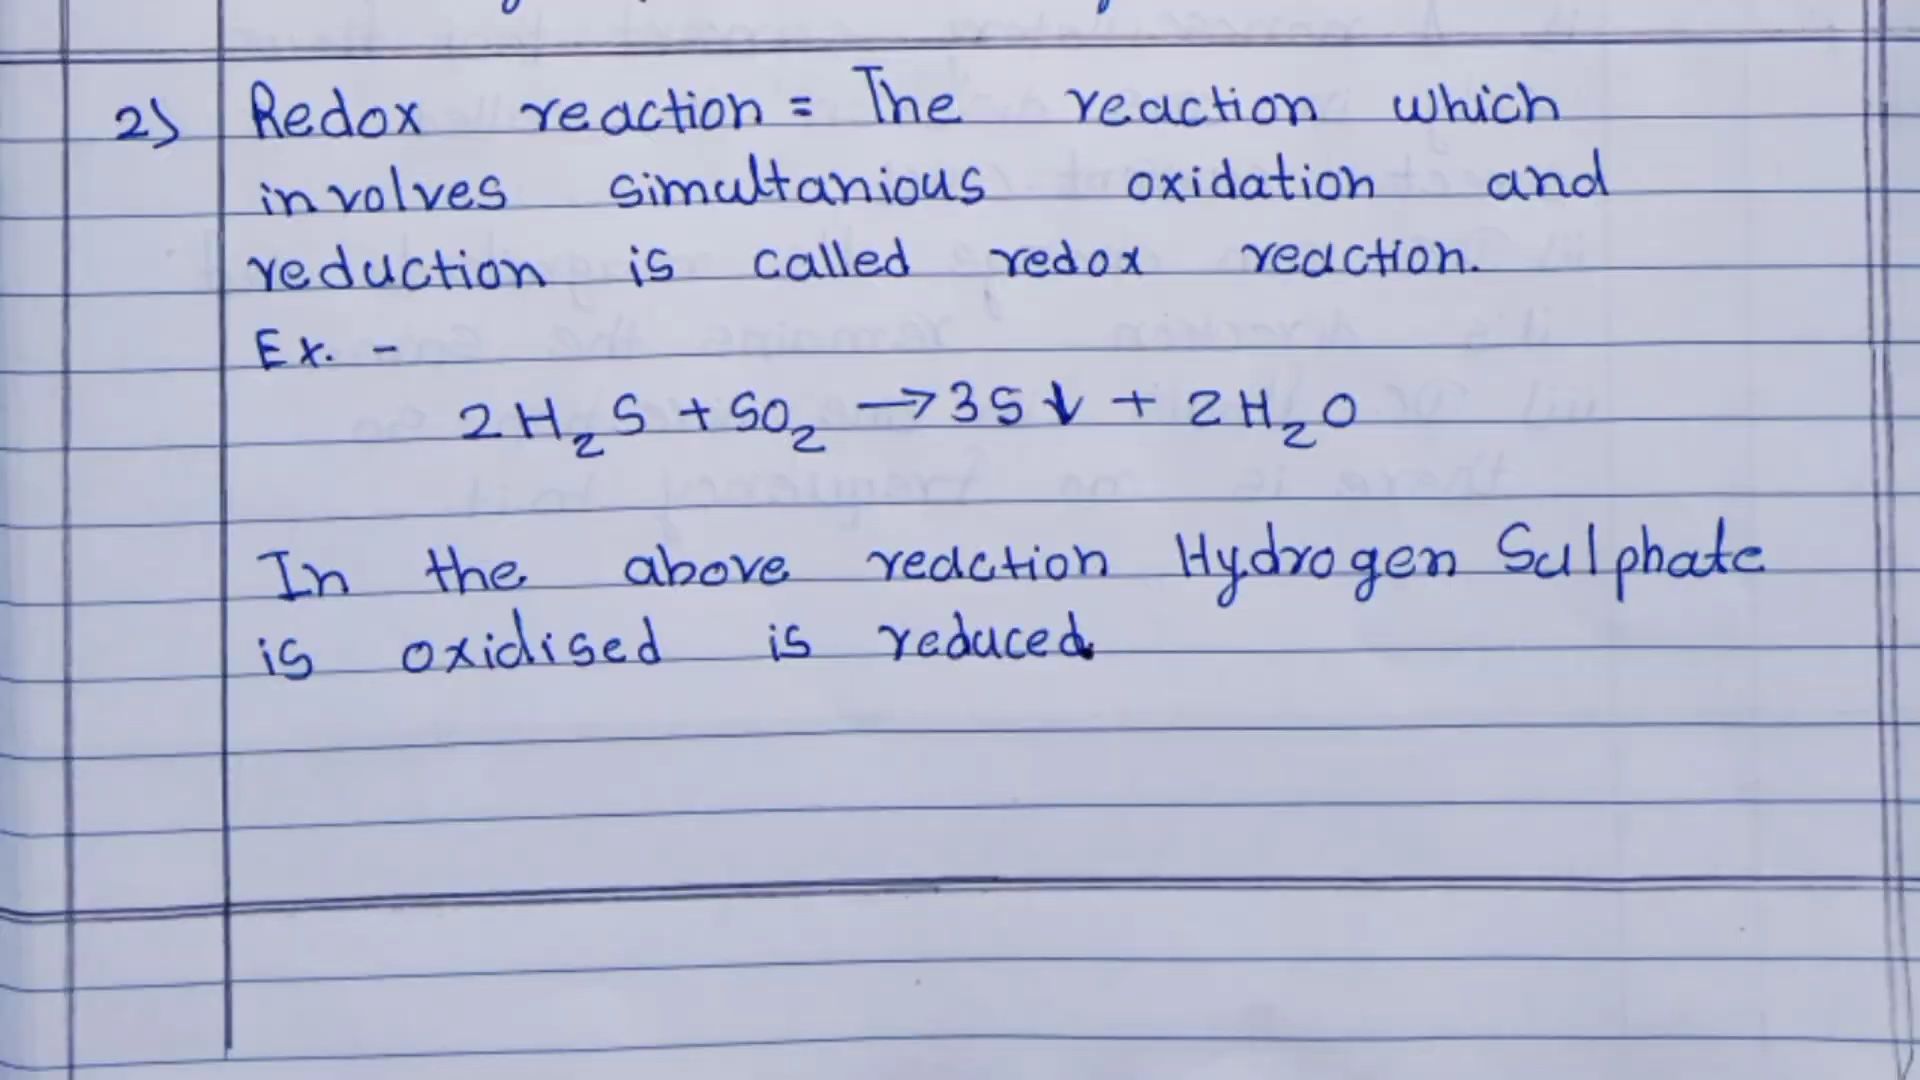 2) Redox reaction = The reaction which
involves simultanious oxidation and
reduction is called redox reaction.
Ex. -
2H₂S + SO₂ → 3S ↓ + 2H₂O
In the above reaction Hydrogen Sulphate
is oxidised is reduced.